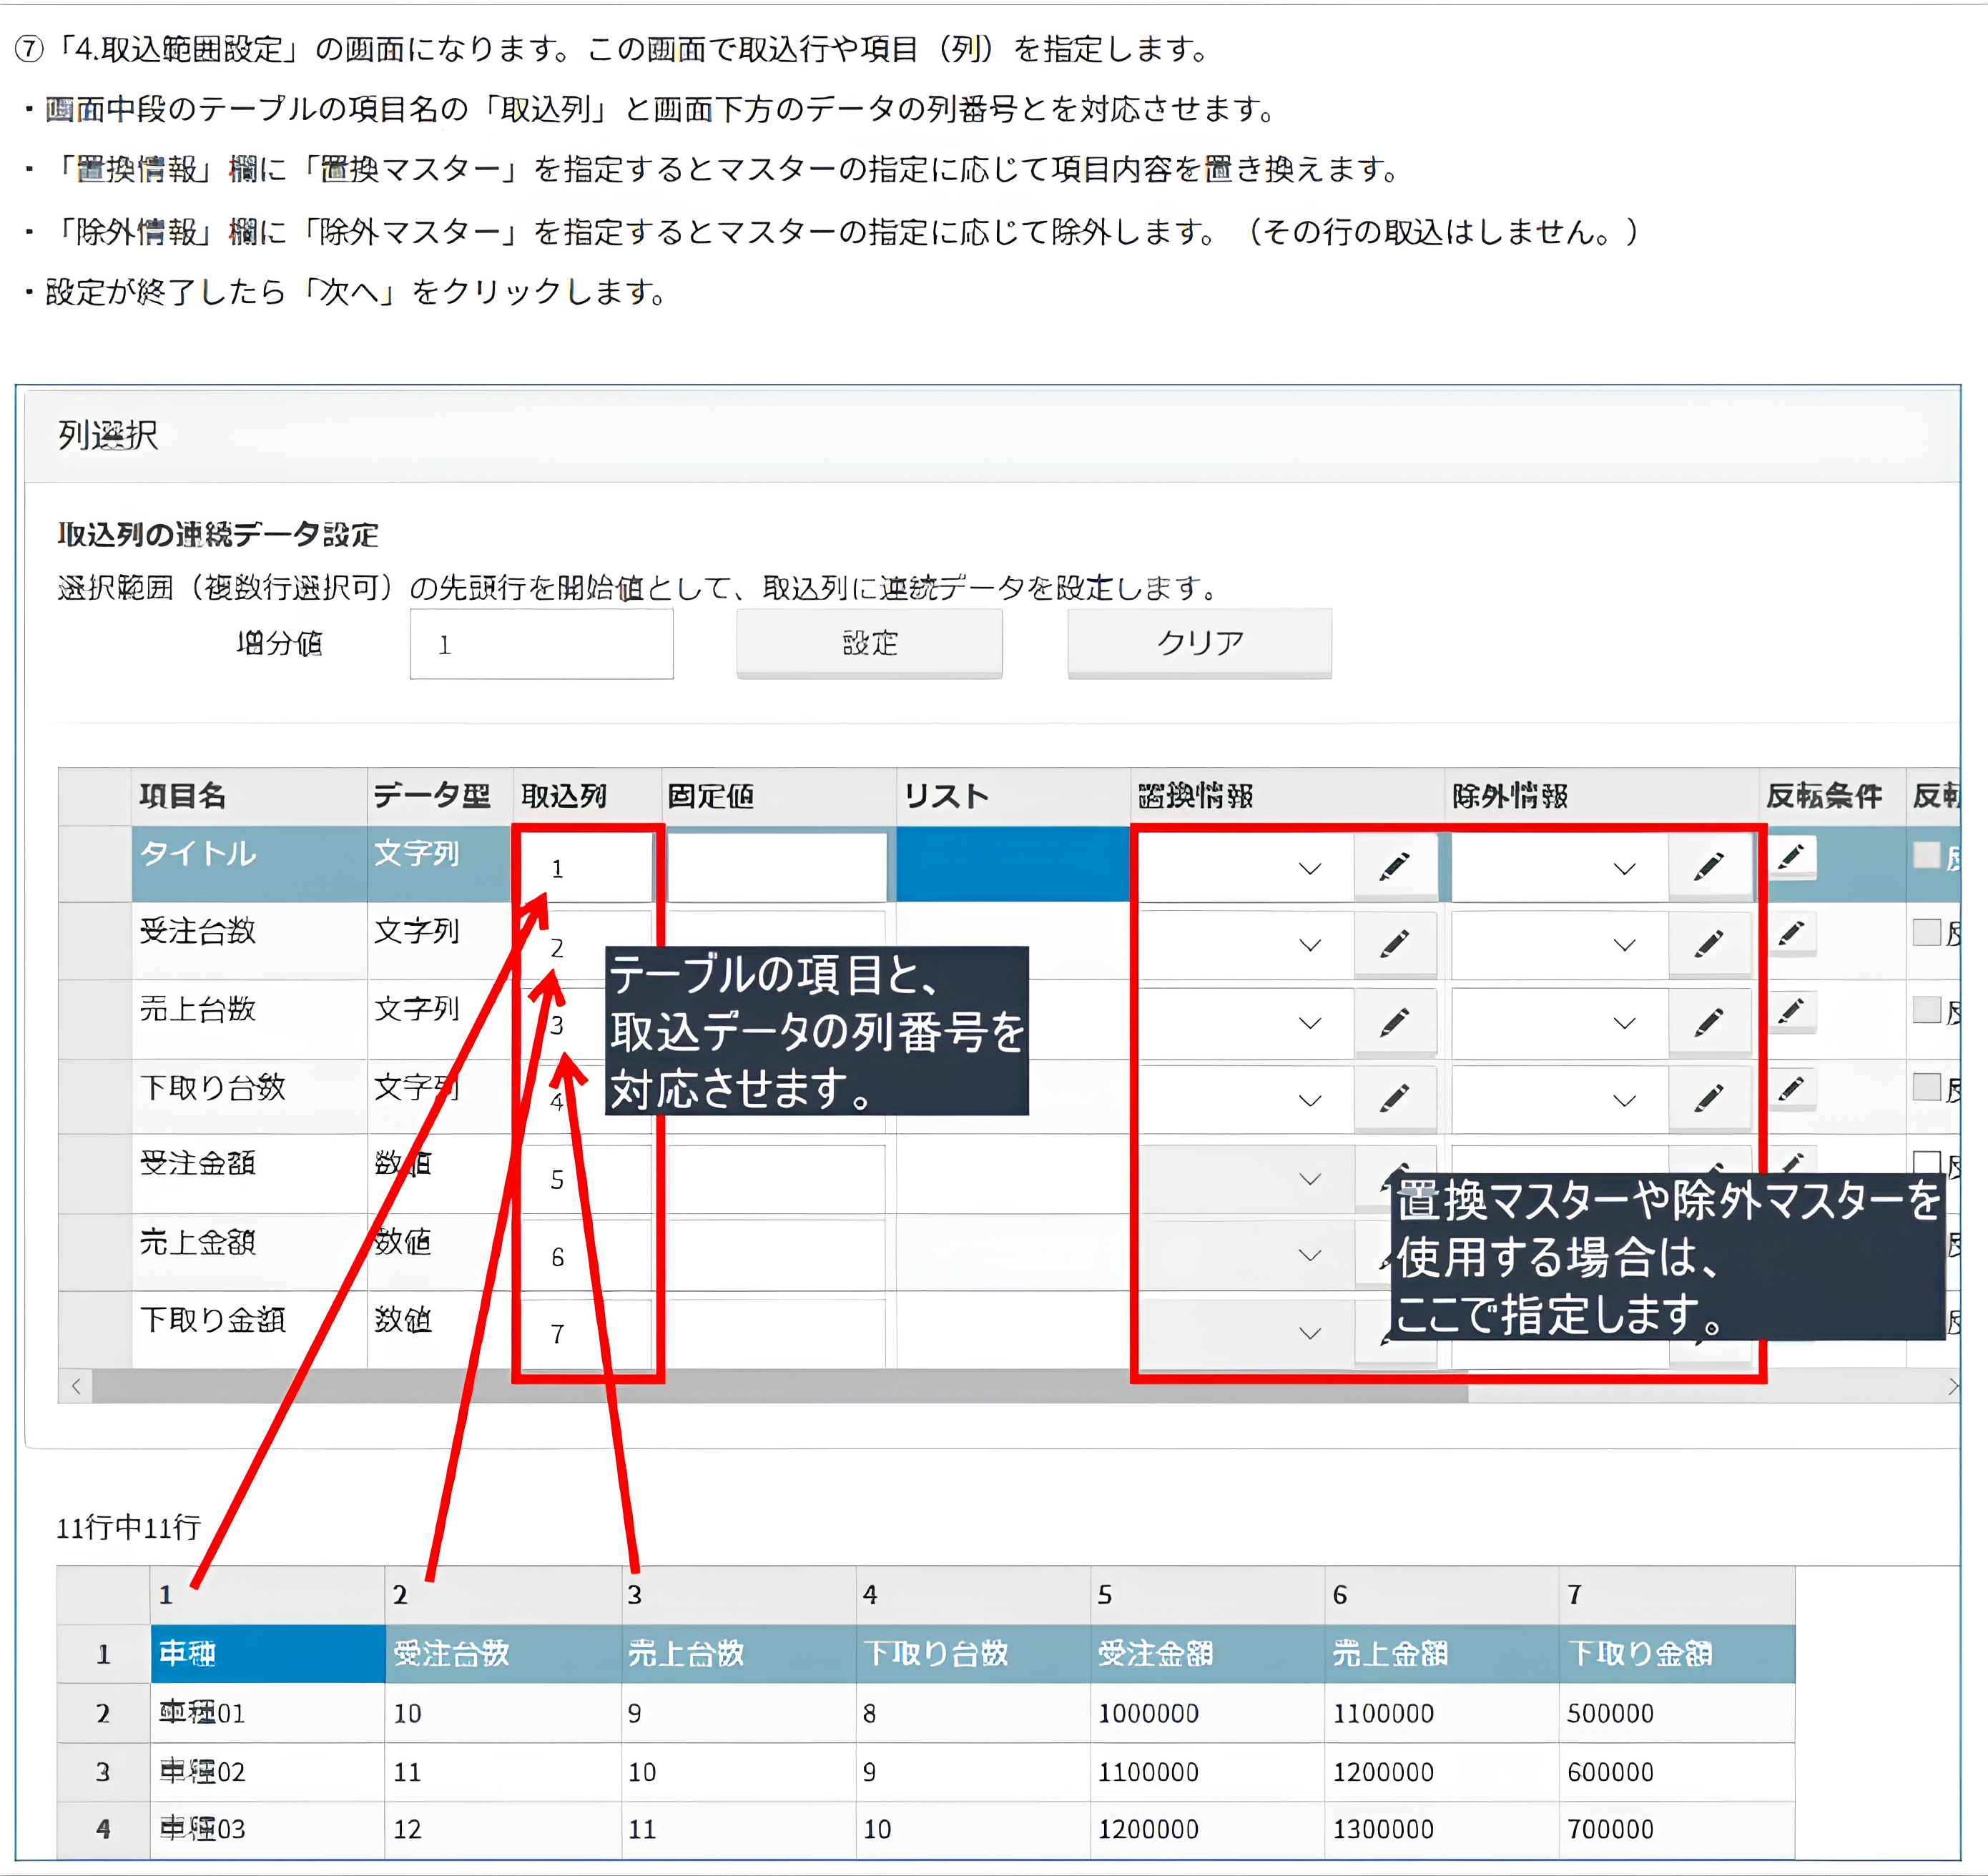 ⑦「4.取込範囲設定」の画面になります。この画面で取込行や項目（列）を指定します。
・画面中段のテーブルの項目名の「取込列」と画面下方のデータの列番号とを対応させます。
・「置換情報」欄に「置換マスター」を指定するとマスターの指定に応じて項目内容を置き換えます。
・「除外情報」欄に「除外マスター」を指定するとマスターの指定に応じて除外します。（その行の取込はしません。）
・設定が終了したら「次へ」をクリックします。
列選択
取込列の連続データ設定
選択範囲（複数行選択可）の先頭行を開始値として、取込列に連続データを設定します。
増分値 1 設定 クリア
項目名 データ型 取込列 固定値 リスト 置換情報 除外情報 反転条件 反転
タイトル 文字列 1 反
受注台数 文字列 2 反
売上台数 文字列 3 反
下取り台数 文字列 4 反
受注金額 数値 5 反
売上金額 数値 6 反
下取り金額 数値 7 反
テーブルの項目と、
取込データの列番号を
対応させます。
置換マスターや除外マスターを
使用する場合は、
ここで指定します。
11行中11行
1 2 3 4 5 6 7
1 車種 受注台数 売上台数 下取り台数 受注金額 売上金額 下取り金額
2 車種01 10 9 8 1000000 1100000 500000
3 車種02 11 10 9 1100000 1200000 600000
4 車種03 12 11 10 1200000 1300000 700000